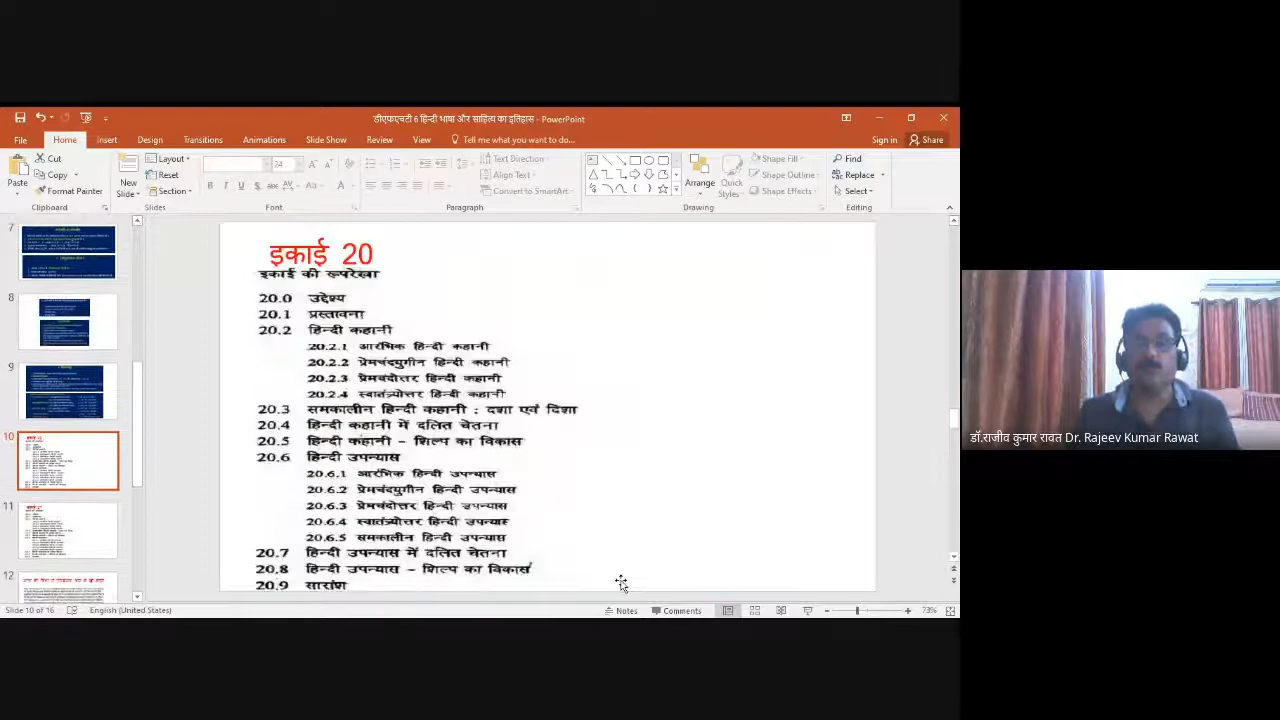 डीएफएचटी 6 हिन्दी भाषा और साहित्य का इतिहास - PowerPoint
File Home Insert Design Transitions Animations Slide Show Review View Tell me what you want to do... Sign in Share
Paste Cut Copy Format Painter
New Slide Layout Reset Section
24
Text Direction Align Text Convert to SmartArt
Arrange Quick Styles Shape Fill Shape Outline Shape Effects
Find Replace Select
Clipboard Slides Font Paragraph Drawing Editing
7
8
9
10
11
12
इकाई 20
इकाई की रूपरेखा
20.0 उद्देश्य
20.1 प्रस्तावना
20.2 हिन्दी कहानी
20.2.1 आरंभिक हिन्दी कहानी
20.2.2 प्रेमचंदयुगीन हिन्दी कहानी
20.2.3 प्रेमचंदोत्तर हिन्दी कहानी
20.2.4 स्वातंत्र्योत्तर हिन्दी कहानी
20.3 समकालीन हिन्दी कहानी : दशा एवं दिशा
20.4 हिन्दी कहानी में दलित चेतना
20.5 हिन्दी कहानी - शिल्प का विकास
20.6 हिन्दी उपन्यास
20.6.1 आरंभिक हिन्दी उपन्यास
20.6.2 प्रेमचंदयुगीन हिन्दी उपन्यास
20.6.3 प्रेमचंदोत्तर हिन्दी उपन्यास
20.6.4 स्वातंत्र्योत्तर हिन्दी उपन्यास
20.6.5 समकालीन हिन्दी उपन्यास
20.7 हिन्दी उपन्यास में दलित चेतना
20.8 हिन्दी उपन्यास - शिल्प का विकास
20.9 सारांश
Slide 10 of 16 English (United States) Notes Comments 73%
डॉ.राजीव कुमार रावत Dr. Rajeev Kumar Rawat